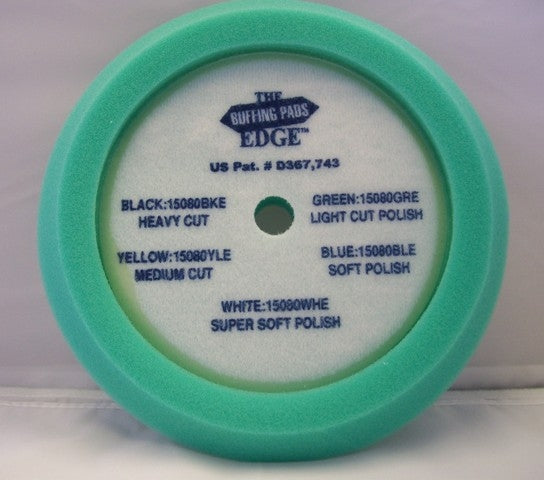 THE
BUFFING PADS
EDGE™
US Pat. # D367,743
BLACK:15080BKE
HEAVY CUT
GREEN:15080GRE
LIGHT CUT POLISH
YELLOW:15080YLE
MEDIUM CUT
BLUE:15080BLE
SOFT POLISH
WHITE:15080WHE
SUPER SOFT POLISH